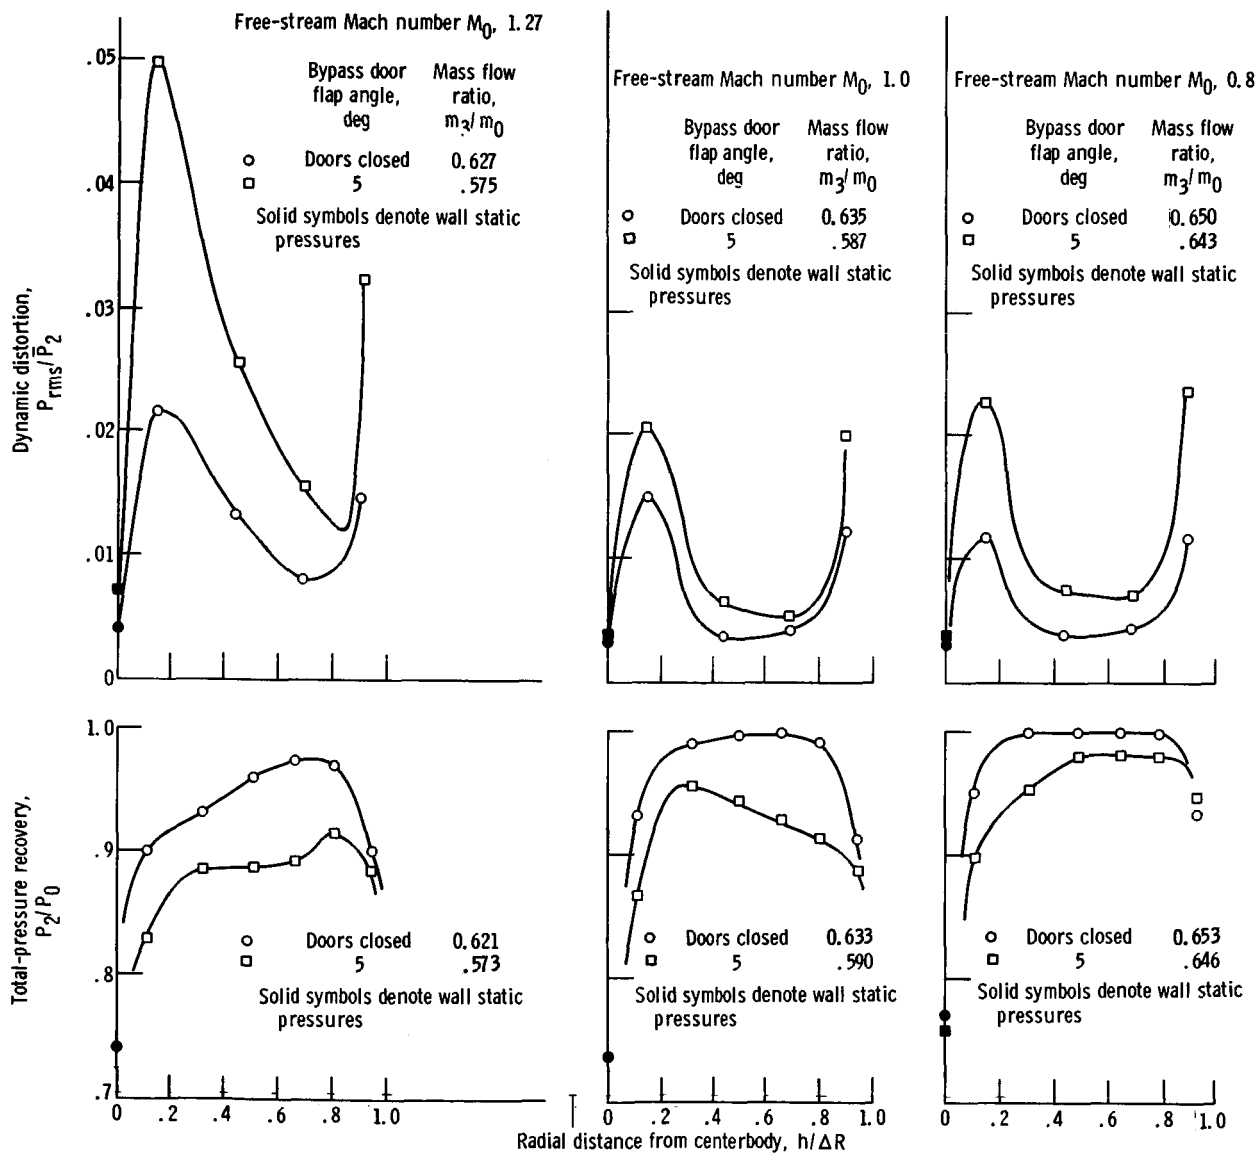 Free-stream Mach number M0, 1.27
Bypass door flap angle, deg
Mass flow ratio, m3/m0
○ Doors closed 0.627
□ 5 .575
Solid symbols denote wall static
pressures
Free-stream Mach number M0, 1.0
Bypass door flap angle, deg
Mass flow ratio, m3/m0
○ Doors closed 0.635
□ 5 .587
Solid symbols denote wall static
pressures
Free-stream Mach number M0, 0.8
Bypass door flap angle, deg
Mass flow ratio, m3/m0
○ Doors closed 0.650
□ 5 .643
Solid symbols denote wall static
pressures
Dynamic distortion,
Prms/P̅2
.05
.04
.03
.02
.01
0
Total-pressure recovery,
P2/P0
1.0
.9
.8
.7
○ Doors closed 0.621
□ 5 .573
Solid symbols denote wall static
pressures
○ Doors closed 0.633
□ 5 .590
Solid symbols denote wall static
pressures
○ Doors closed 0.653
□ 5 .646
Solid symbols denote wall static
pressures
0 .2 .4 .6 .8 1.0
0 .2 .4 .6 .8 1.0
0 .2 .4 .6 .8 1.0
Radial distance from centerbody, h/ΔR